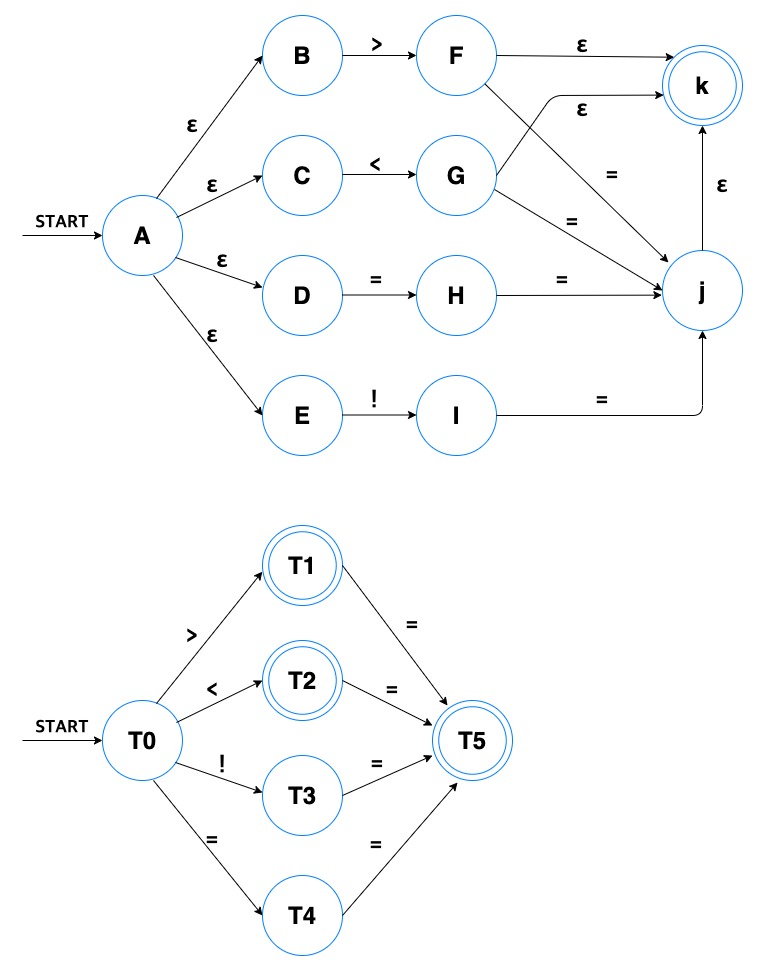 B > F ε k
ε ε
ε C < G = ε
START A =
ε D = H = j
ε
E ! I =
T1
> =
< T2 =
START T0 T5
! T3 =
= =
T4